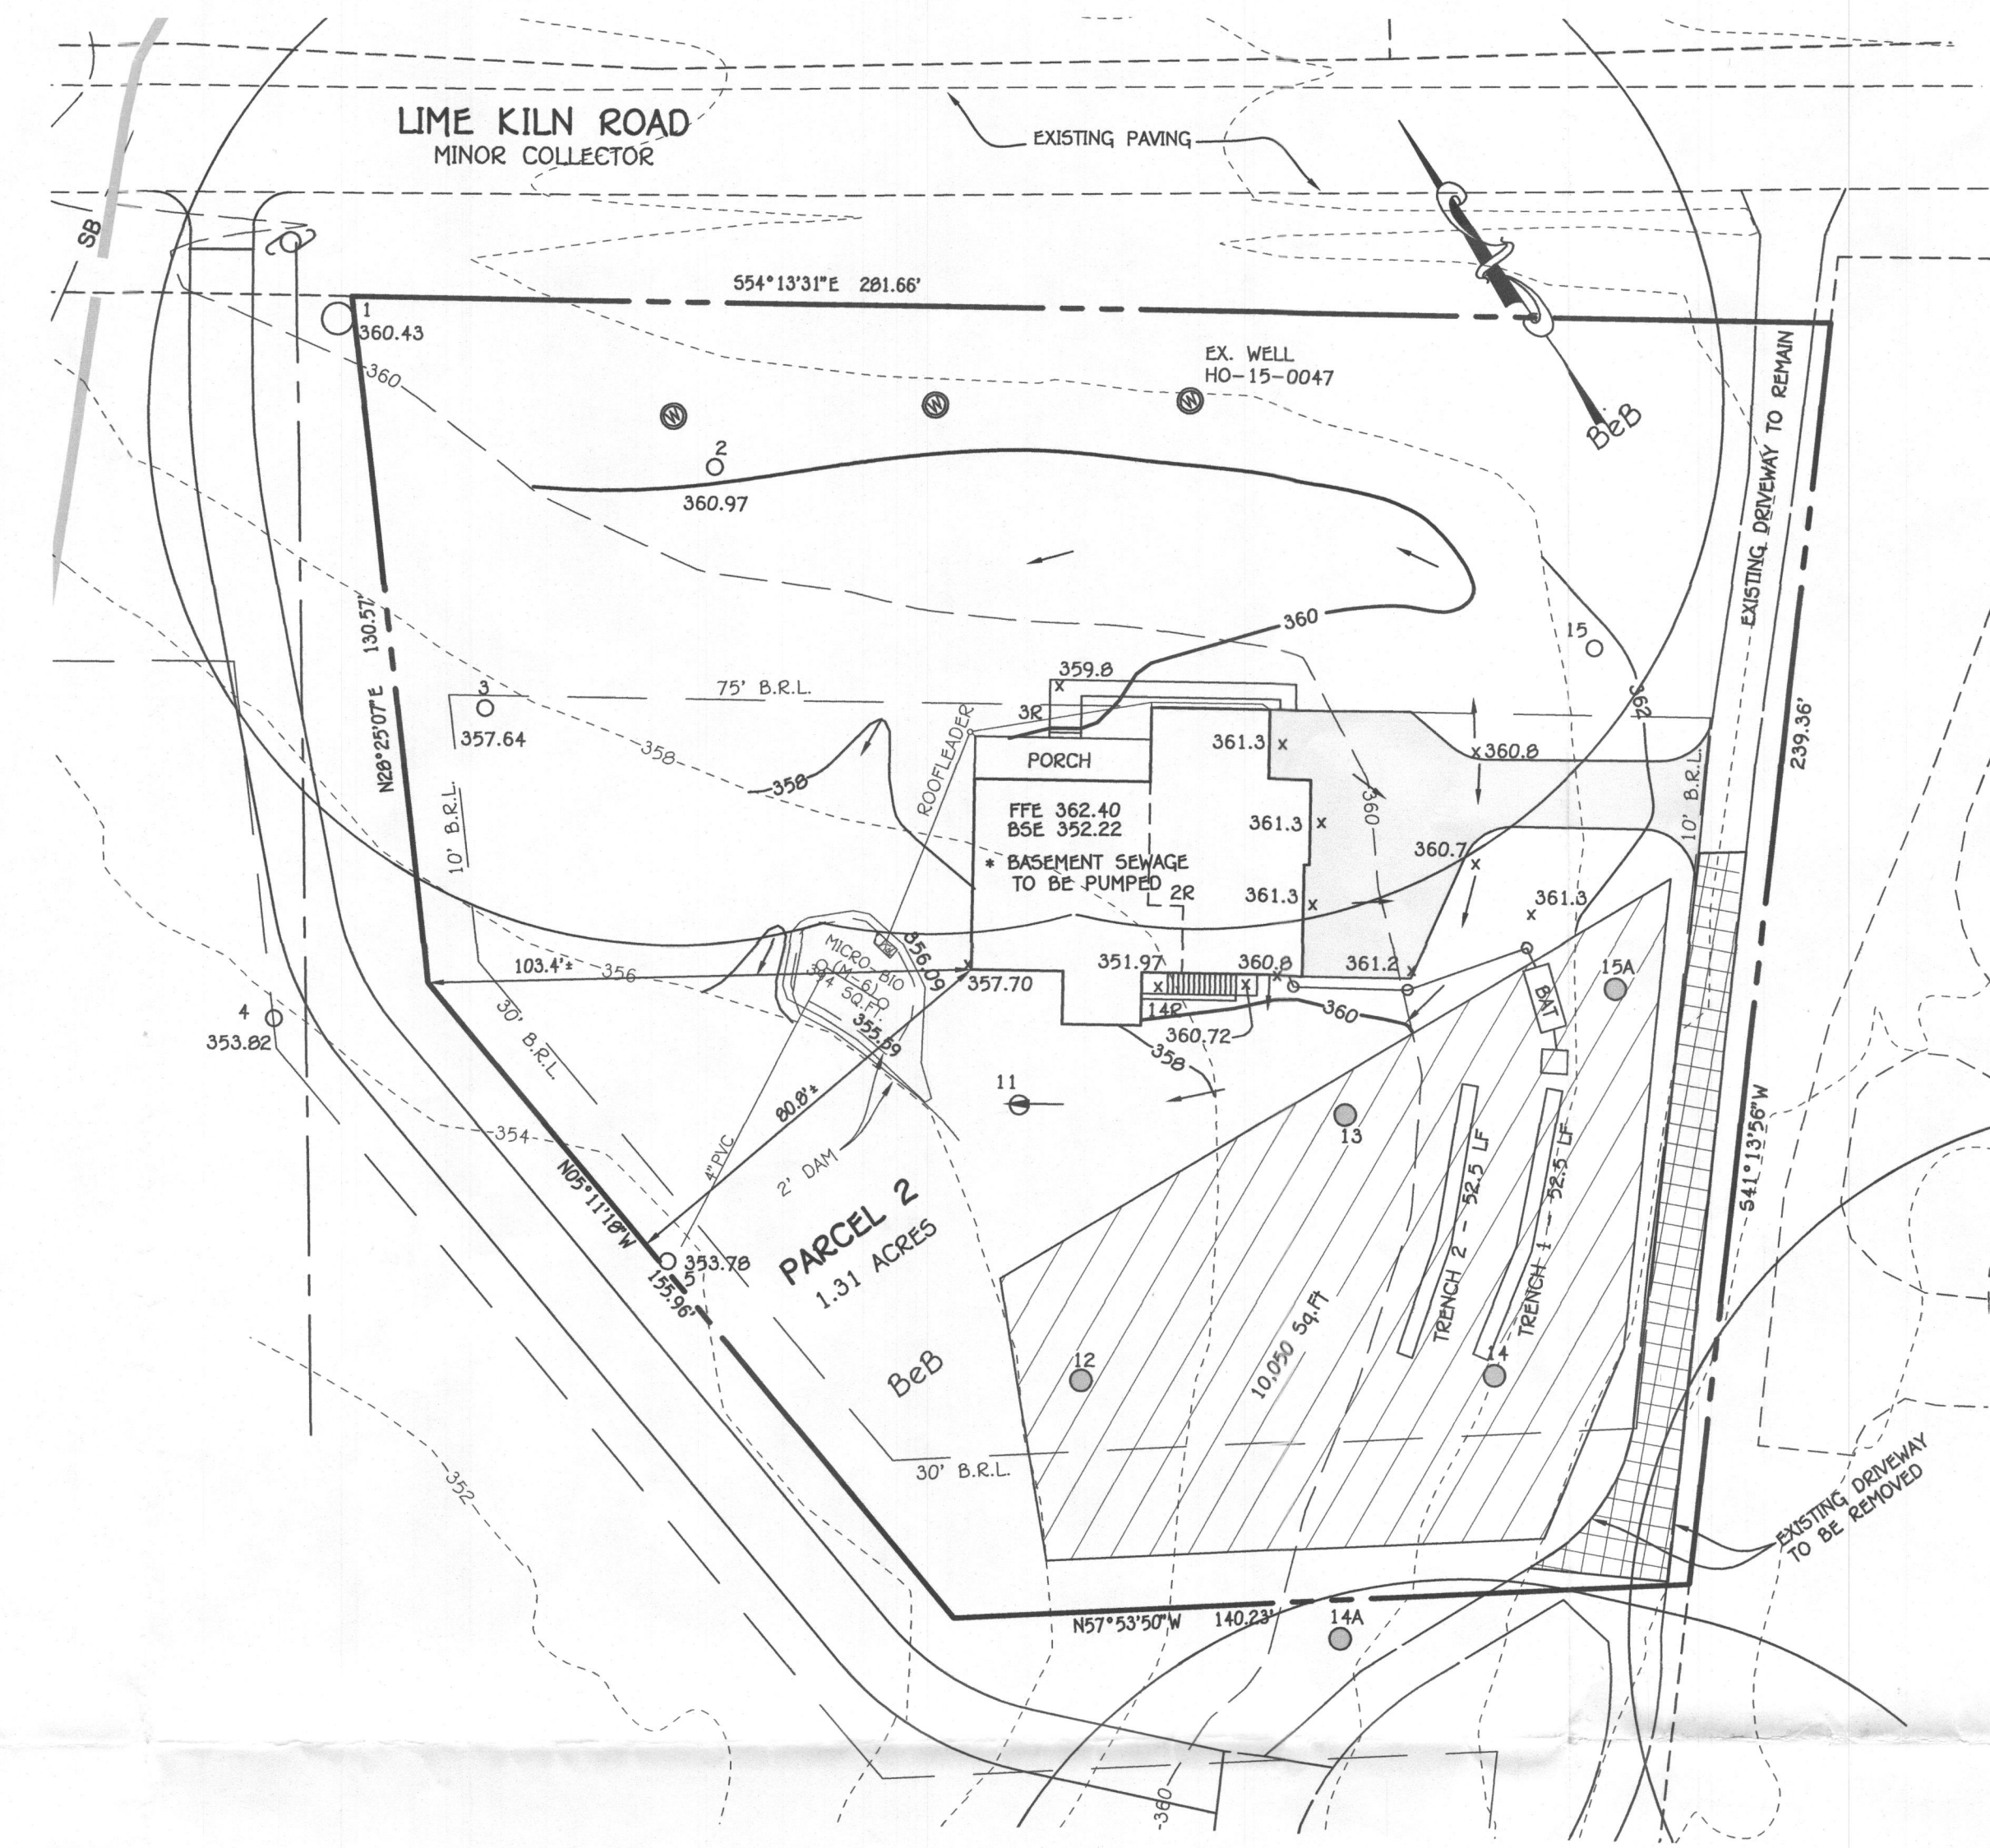 LIME KILN ROAD
MINOR COLLECTOR
EXISTING PAVING
SB
S54°13'31"E 281.66'
1
360.43
360
EX. WELL
HO-15-0047
W
W
W
BeB
2
360.97
EXISTING DRIVEWAY TO REMAIN
N28°25'07"E 130.57'
360
15
362
3
357.64
75' B.R.L.
359.8
3R
ROOFLEADER
PORCH
361.3
360.8
239.36'
S41°13'56"W
358
358
10' B.R.L.
10' B.R.L.
FFE 362.40
BSE 352.22
* BASEMENT SEWAGE
TO BE PUMPED
2R
361.3
360
360.7
361.3
361.3
103.4'±
356
MICRO-BIO
(M-6)
394 SQ.FT.
356.09
355.69
357.70
351.97
360.8
361.2
14R
360.72
360
358
BAT
15A
4
353.82
30' B.R.L.
11
13
354
80.8'±
4" PVC
2' DAM
N05°11'18"W
155.96'
353.78
5
PARCEL 2
1.31 ACRES
TRENCH 2 - 52.5 LF
TRENCH 1 - 52.5 LF
10,050 Sq.Ft
12
14
BeB
30' B.R.L.
352
EXISTING DRIVEWAY
TO BE REMOVED
N57°53'50"W 140.23'
14A
360